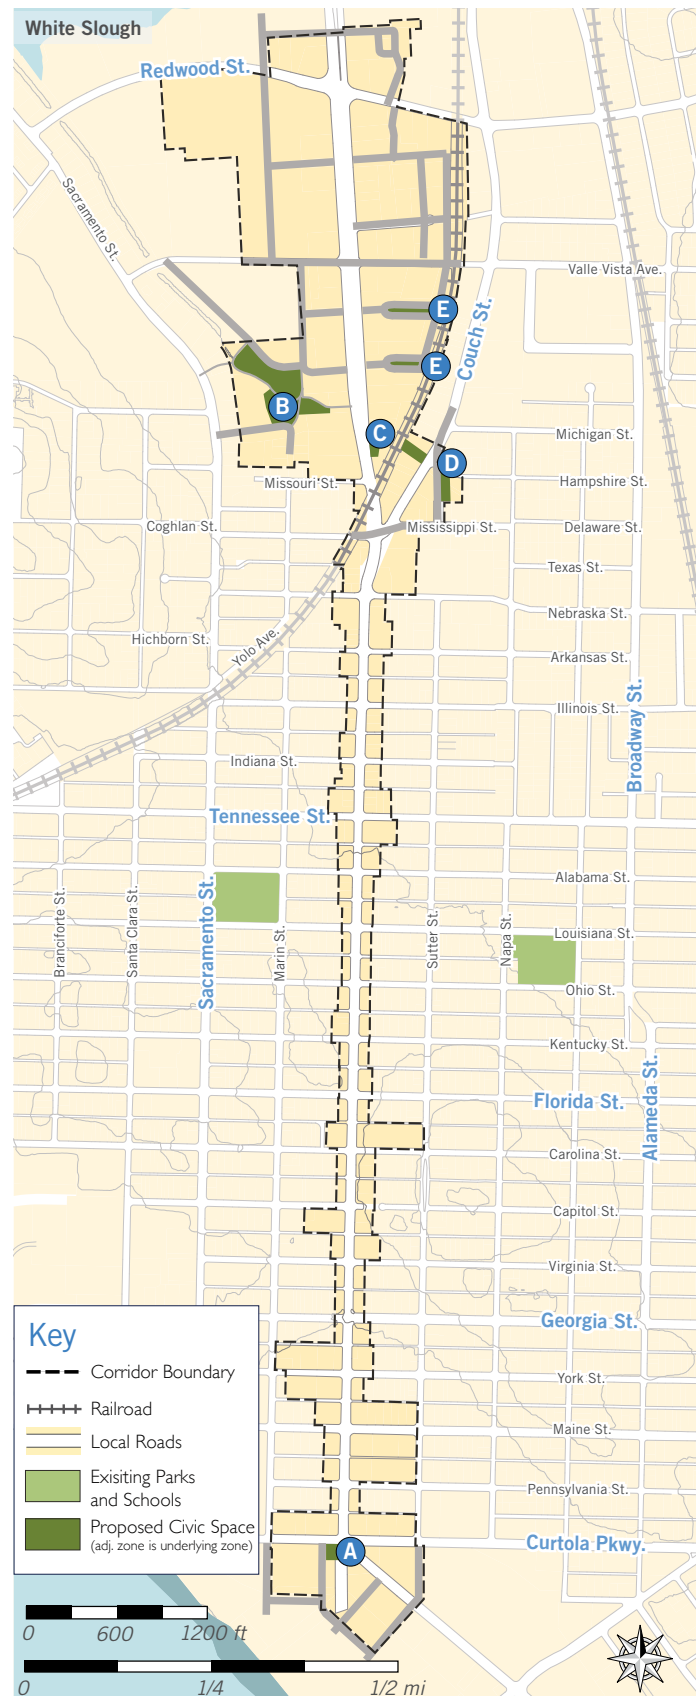 White Slough
Redwood St.
Sacramento St.
Valle Vista Ave.
E
Couch St.
E
B
C
Michigan St.
D
Missouri St.
Hampshire St.
Coghlan St.
Mississippi St.
Delaware St.
Texas St.
Nebraska St.
Hichborn St.
Yolo Ave.
Arkansas St.
Illinois St.
Broadway St.
Indiana St.
Tennessee St.
Alabama St.
Branciforte St.
Santa Clara St.
Sacramento St.
Marin St.
Sutter St.
Napa St.
Louisiana St.
Ohio St.
Kentucky St.
Alameda St.
Florida St.
Carolina St.
Capitol St.
Virginia St.
Georgia St.
York St.
Maine St.
Pennsylvania St.
Curtola Pkwy.
A
Key
Corridor Boundary
Railroad
Local Roads
Exisiting Parks
and Schools
Proposed Civic Space
(adj. zone is underlying zone)
0 600 1200 ft
0 1/4 1/2 mi